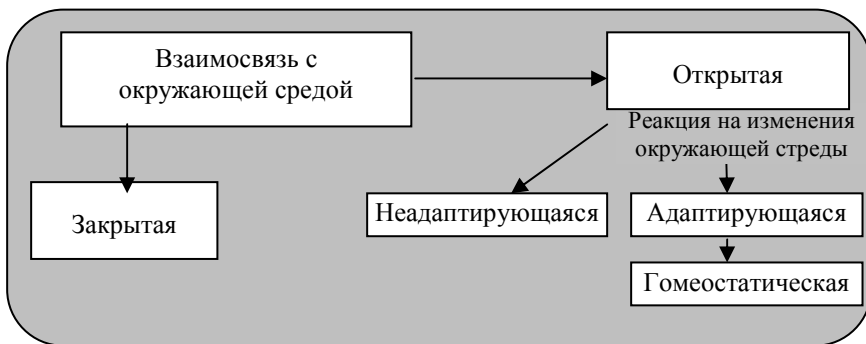 Взаимосвязь с
окружающей средой
Открытая
Реакция на изменения
окружающей стреды
Закрытая
Неадаптирующаяся
Адаптирующаяся
Гомеостатическая